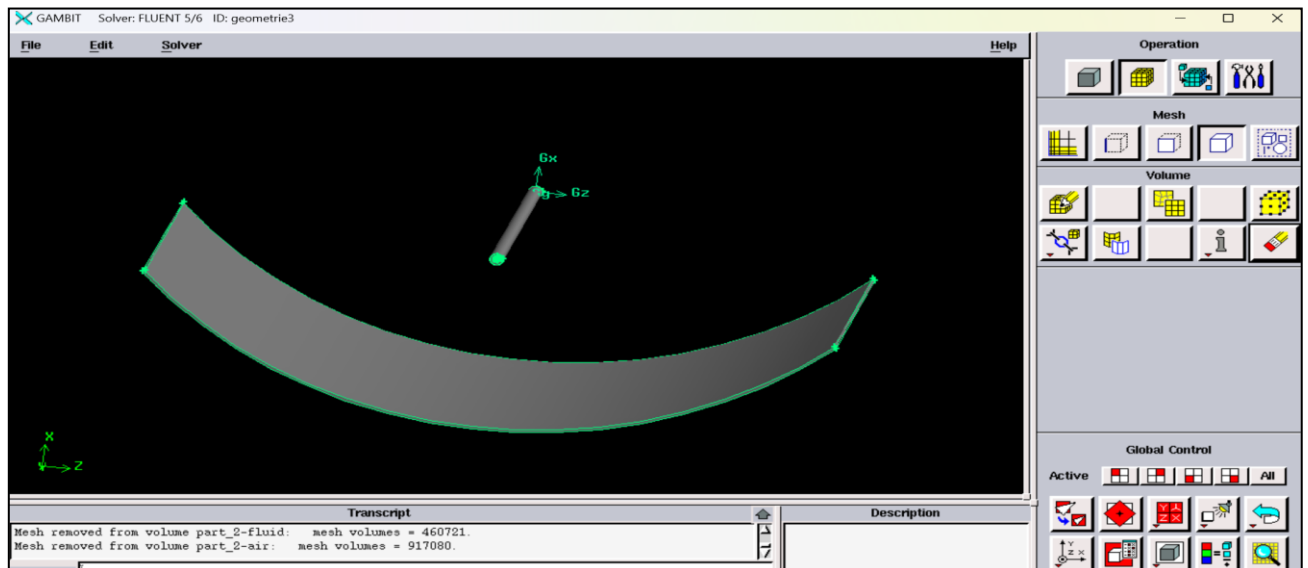 GAMBIT Solver: FLUENT 5/6 ID: geometrie3
File Edit Solver Help
Operation
Mesh
Volume
Gx
Gz
X
Z
Global Control
Active All
Transcript
Description
Mesh removed from volume part_2-fluid: mesh volumes = 460721.
Mesh removed from volume part_2-air: mesh volumes = 917080.